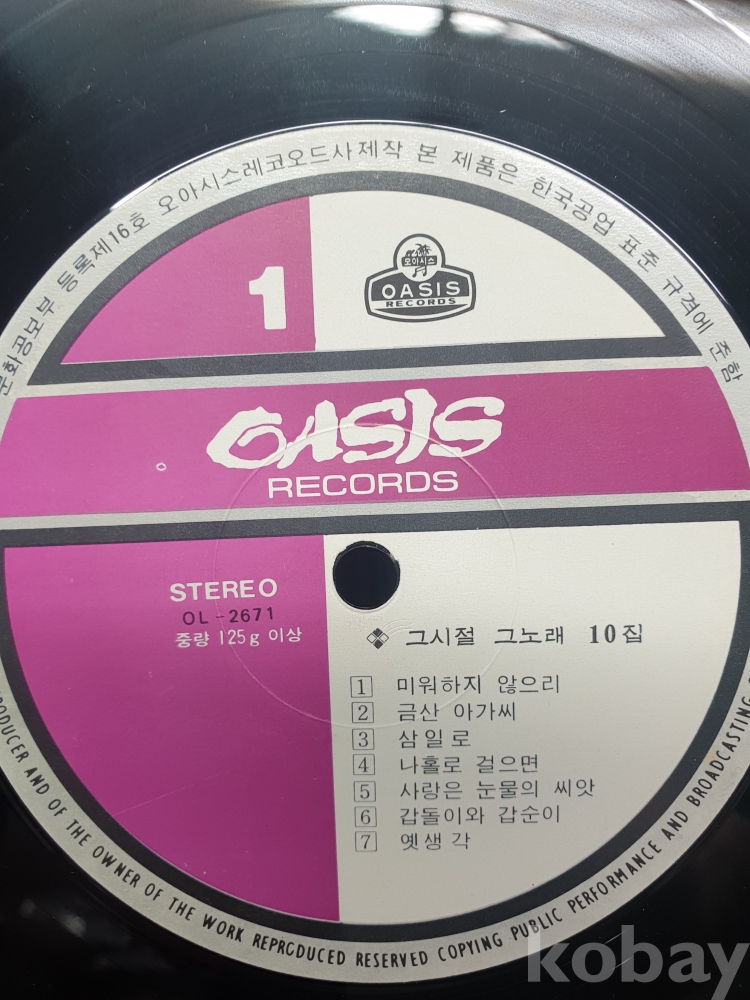 문화공보부 등록제16호 오아시스레코오드사제작 본 제품은 한국공업 표준 규격에 준함
1
오아시스
OASIS
RECORDS
OASIS
RECORDS
STEREO
OL-2671
중량 125g 이상
그시절 그노래 10집
1 미워하지 않으리
2 금산 아가씨
3 삼일로
4 나홀로 걸으면
5 사랑은 눈물의 씨앗
6 갑돌이와 갑순이
7 옛생각
AND OF THE OWNER OF THE WORK REPRODUCED RESERVED COPYING PUBLIC PERFORMANCE AND BROADCASTING
kobay